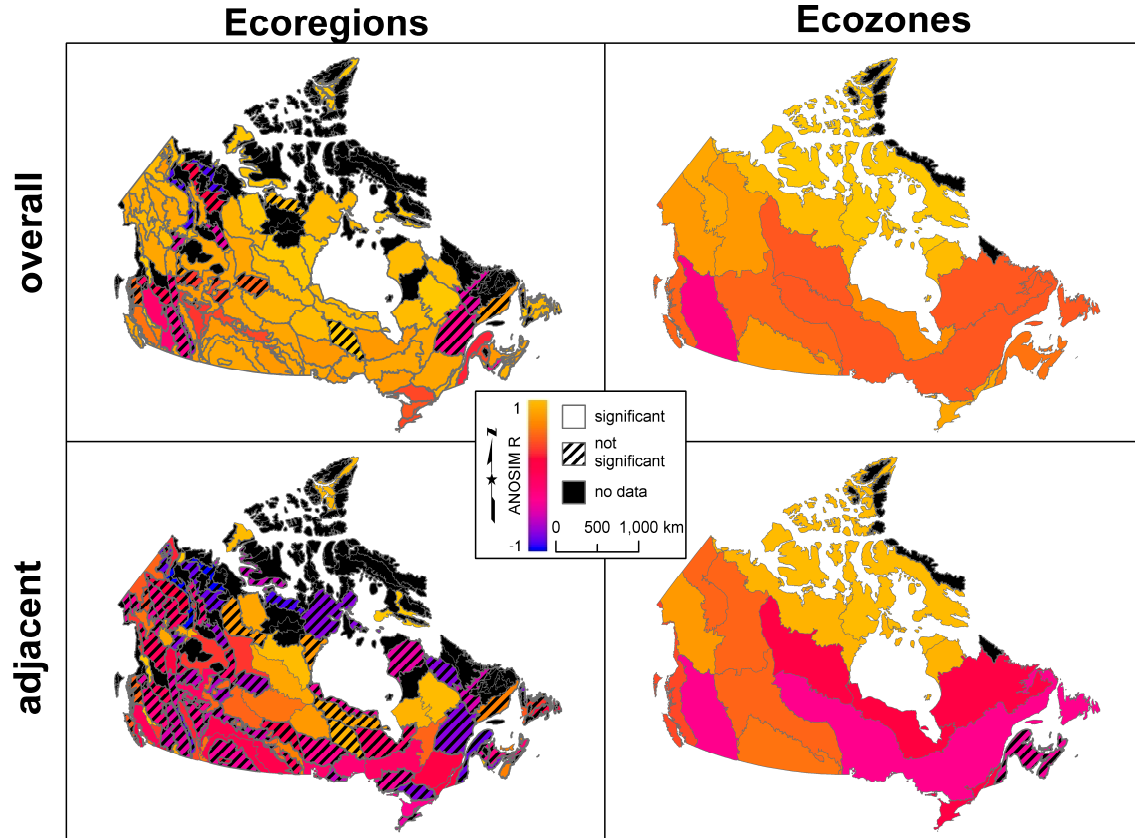 Ecoregions
Ecozones
overall
adjacent
1
ANOSIM R
-1
significant
not
significant
no data
0 500 1,000 km